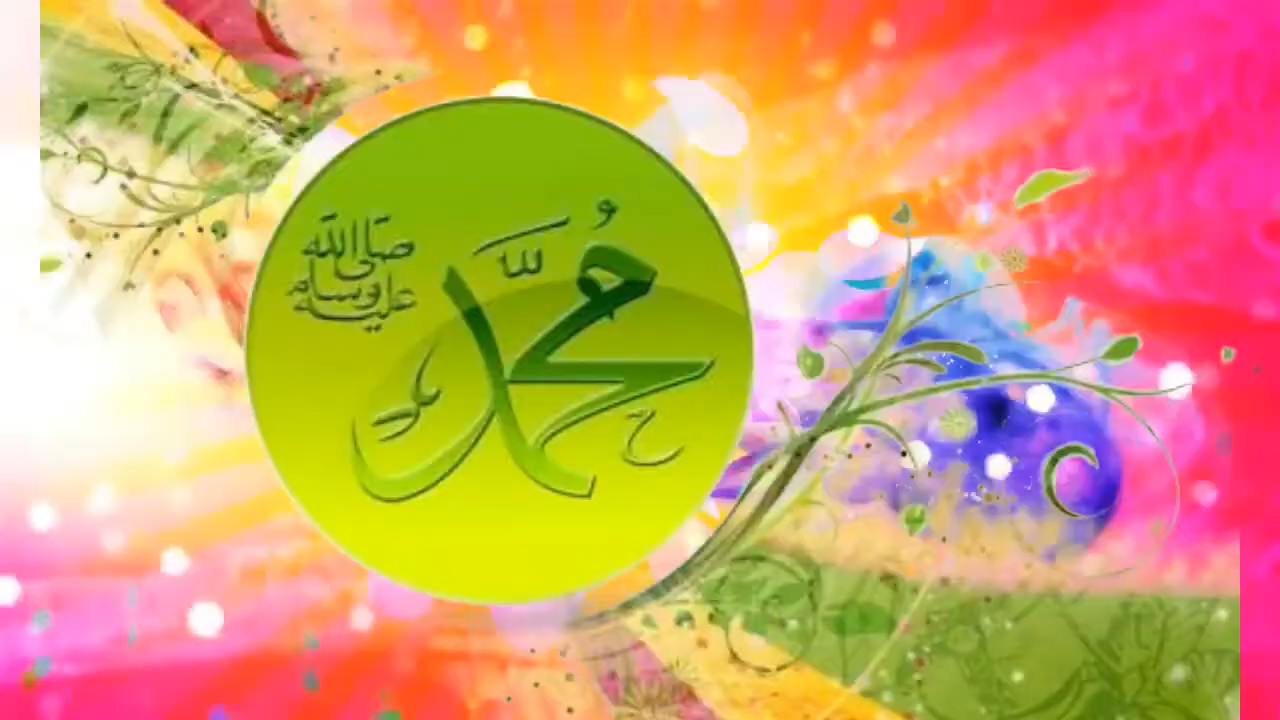 محمد
صلى الله
عليه وسلم